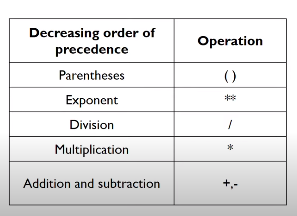 Decreasing order of precedence Operation
Parentheses ( )
Exponent **
Division /
Multiplication *
Addition and subtraction +,-